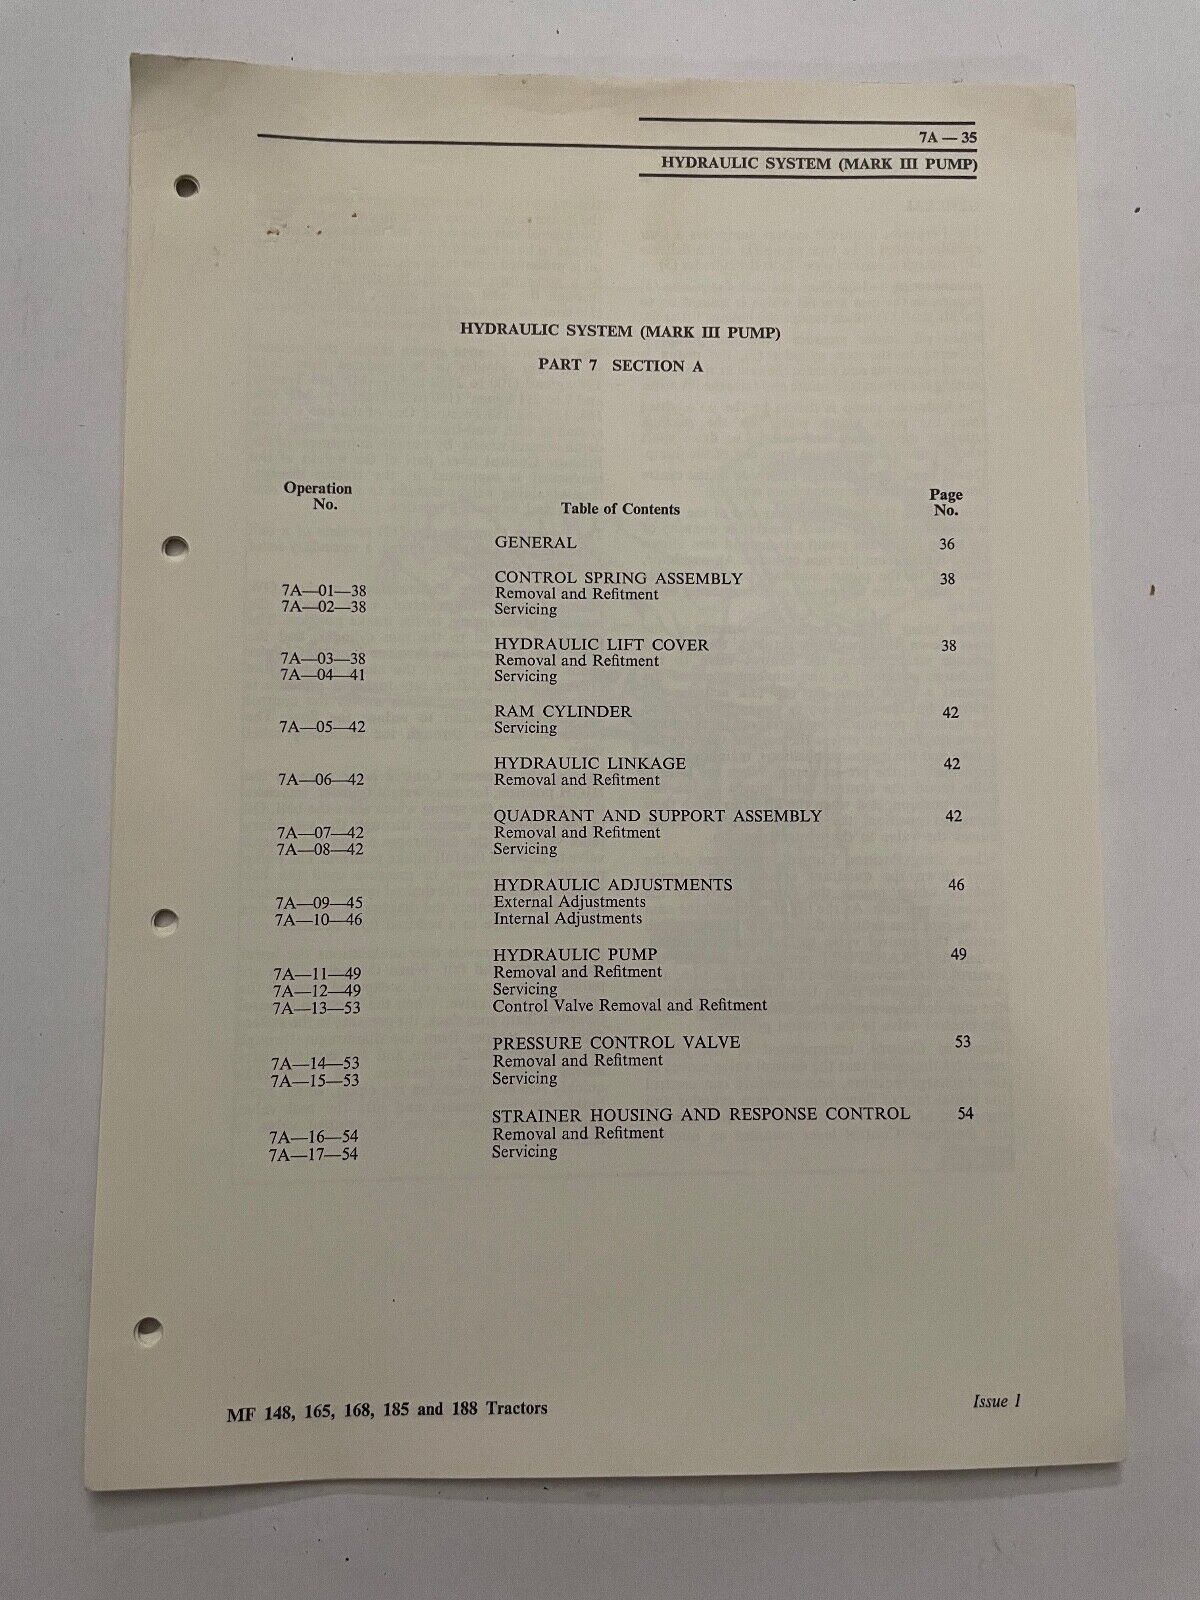 7A — 35
HYDRAULIC SYSTEM (MARK III PUMP)
HYDRAULIC SYSTEM (MARK III PUMP)
PART 7 SECTION A
Operation No. Table of Contents Page No.
GENERAL 36
CONTROL SPRING ASSEMBLY 38
7A—01—38 Removal and Refitment
7A—02—38 Servicing
HYDRAULIC LIFT COVER 38
7A—03—38 Removal and Refitment
7A—04—41 Servicing
RAM CYLINDER 42
7A—05—42 Servicing
HYDRAULIC LINKAGE 42
7A—06—42 Removal and Refitment
QUADRANT AND SUPPORT ASSEMBLY 42
7A—07—42 Removal and Refitment
7A—08—42 Servicing
HYDRAULIC ADJUSTMENTS 46
7A—09—45 External Adjustments
7A—10—46 Internal Adjustments
HYDRAULIC PUMP 49
7A—11—49 Removal and Refitment
7A—12—49 Servicing
7A—13—53 Control Valve Removal and Refitment
PRESSURE CONTROL VALVE 53
7A—14—53 Removal and Refitment
7A—15—53 Servicing
STRAINER HOUSING AND RESPONSE CONTROL 54
7A—16—54 Removal and Refitment
7A—17—54 Servicing
MF 148, 165, 168, 185 and 188 Tractors Issue 1